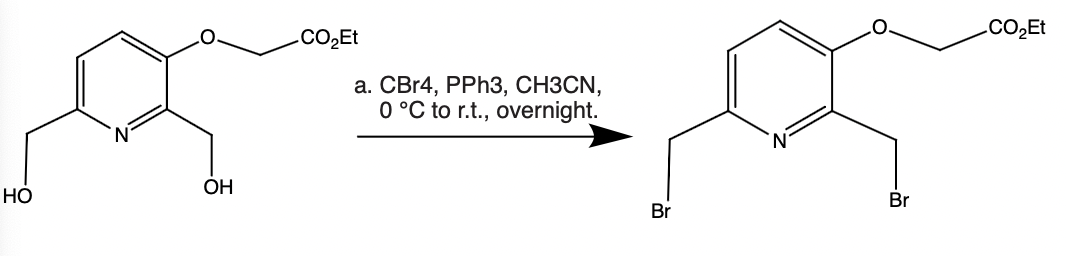 O
CO2Et
N
OH
HO
a. CBr4, PPh3, CH3CN,
0 °C to r.t., overnight.
O
CO2Et
N
Br
Br